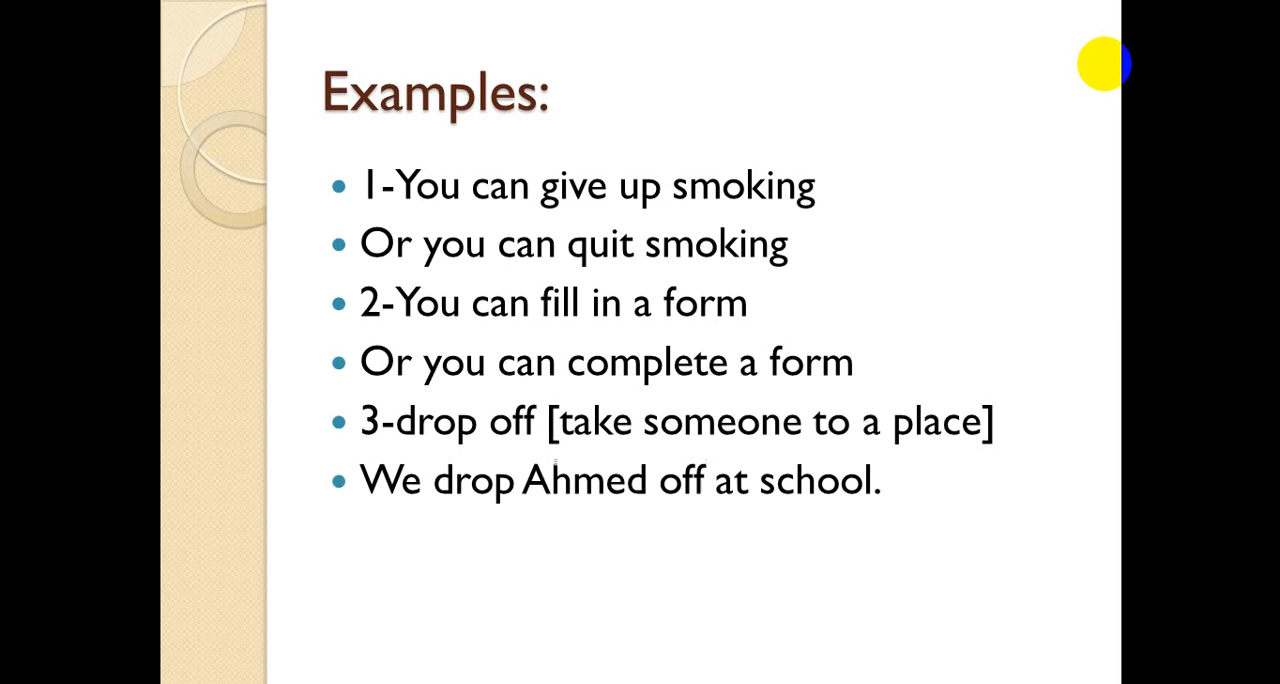 Examples:
1-You can give up smoking
Or you can quit smoking
2-You can fill in a form
Or you can complete a form
3-drop off [take someone to a place]
We drop Ahmed off at school.